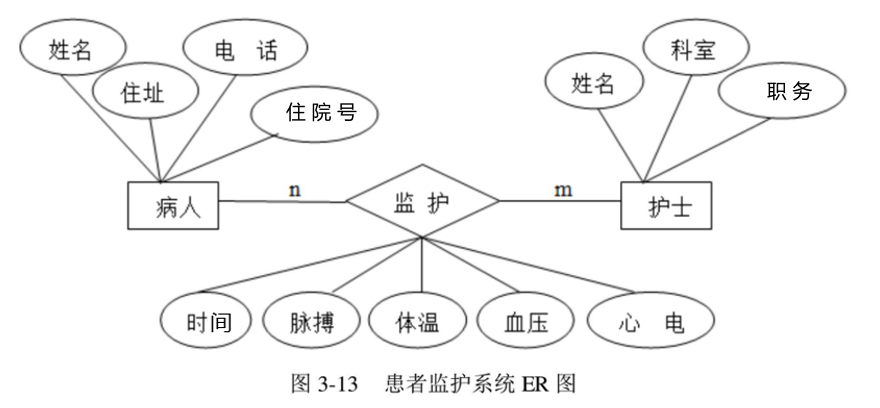 姓名
电 话
科室
住址
姓名
职务
住院号
病人
n
监 护
m
护士
时间
脉搏
体温
血压
心 电
图 3-13 患者监护系统 ER 图